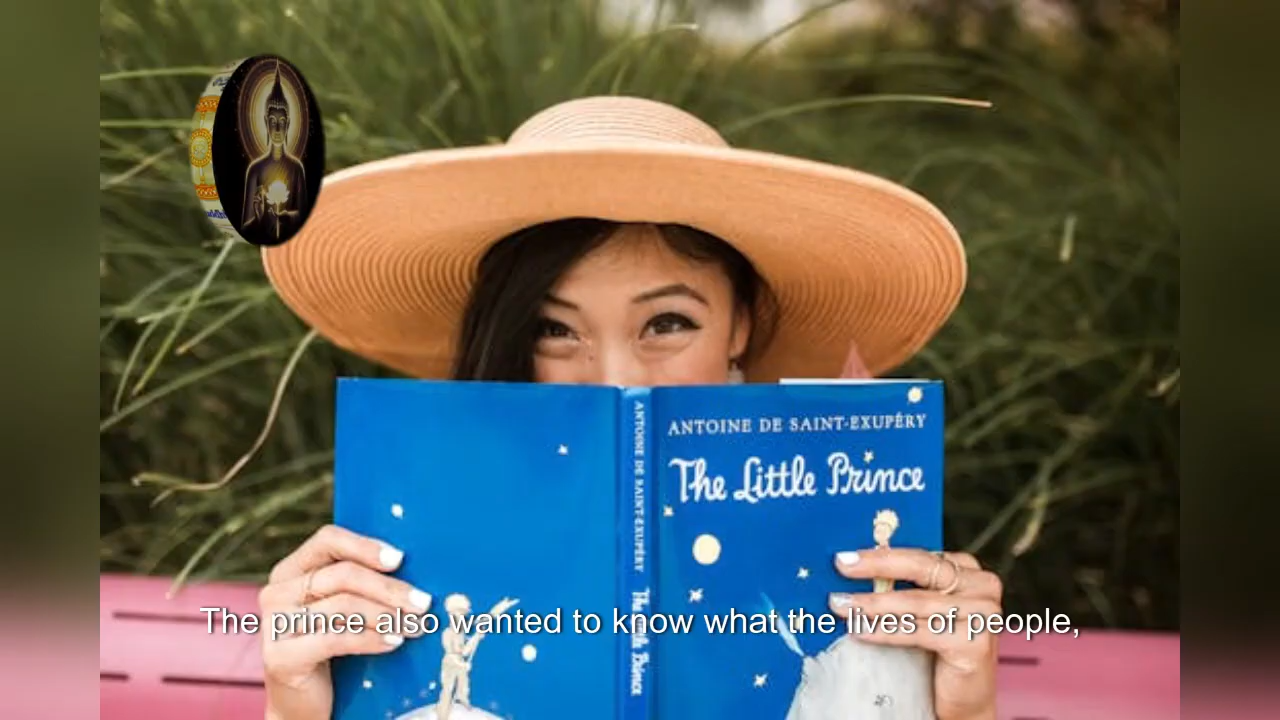 ANTOINE DE SAINT-EXUPÉRY
The Little Prince
ANTOINE DE SAINT-EXUPÉRY
The Little Prince
The prince also wanted to know what the lives of people,